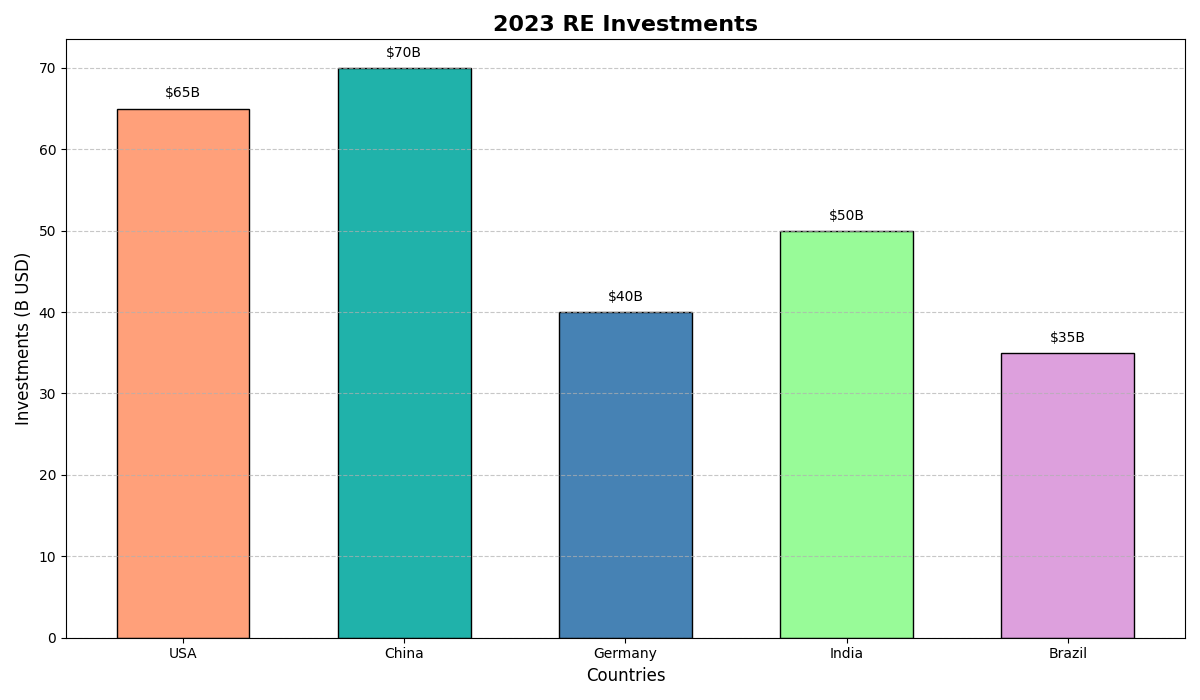 2023 RE Investments
$70B
$65B
$50B
$40B
$35B
70
60
50
40
30
20
10
0
Investments (B USD)
USA China Germany India Brazil
Countries